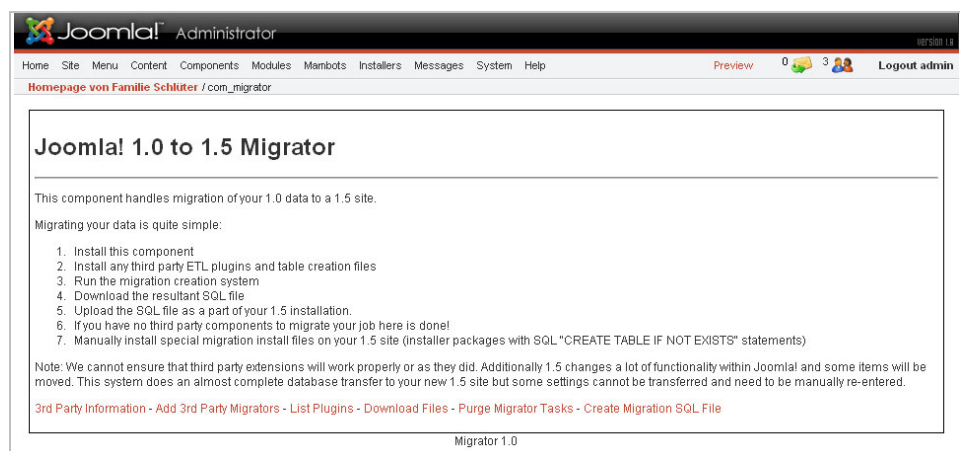 Joomla!™ Administrator
version 1.0
Home Site Menu Content Components Modules Mambots Installers Messages System Help Preview 0 3 Logout admin
Homepage von Familie Schlüter / com_migrator
Joomla! 1.0 to 1.5 Migrator
This component handles migration of your 1.0 data to a 1.5 site.
Migrating your data is quite simple:
1. Install this component
2. Install any third party ETL plugins and table creation files
3. Run the migration creation system
4. Download the resultant SQL file
5. Upload the SQL file as a part of your 1.5 installation.
6. If you have no third party components to migrate your job here is done!
7. Manually install special migration install files on your 1.5 site (installer packages with SQL "CREATE TABLE IF NOT EXISTS" statements)
Note: We cannot ensure that third party extensions will work properly or as they did. Additionally 1.5 changes a lot of functionality within Joomla! and some items will be
moved. This system does an almost complete database transfer to your new 1.5 site but some settings cannot be transferred and need to be manually re-entered.
3rd Party Information - Add 3rd Party Migrators - List Plugins - Download Files - Purge Migrator Tasks - Create Migration SQL File
Migrator 1.0